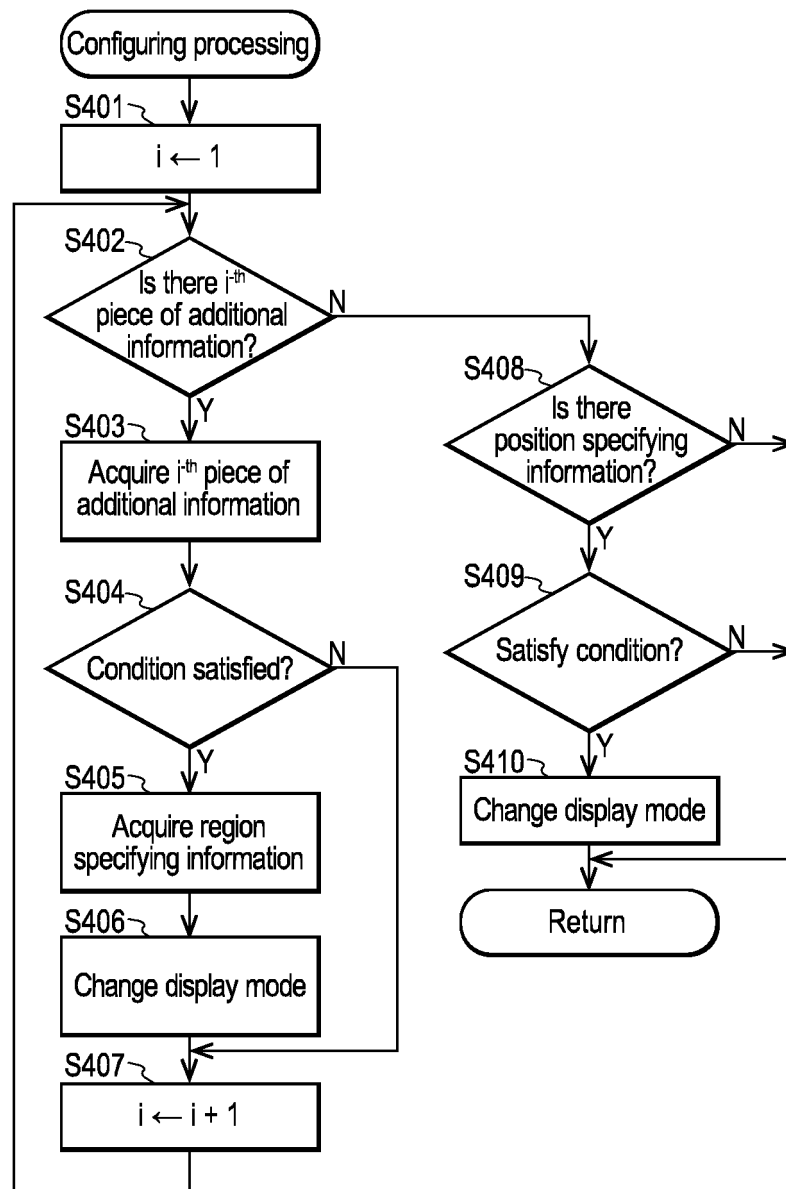 Configuring processing
S401
i ← 1
S402
Is there i-th
piece of additional
information?
N
Y
S403
Acquire i-th piece of
additional information
S404
Condition satisfied?
N
Y
S405
Acquire region
specifying information
S406
Change display mode
S407
i ← i + 1
S408
Is there
position specifying
information?
N
Y
S409
Satisfy condition?
N
Y
S410
Change display mode
Return